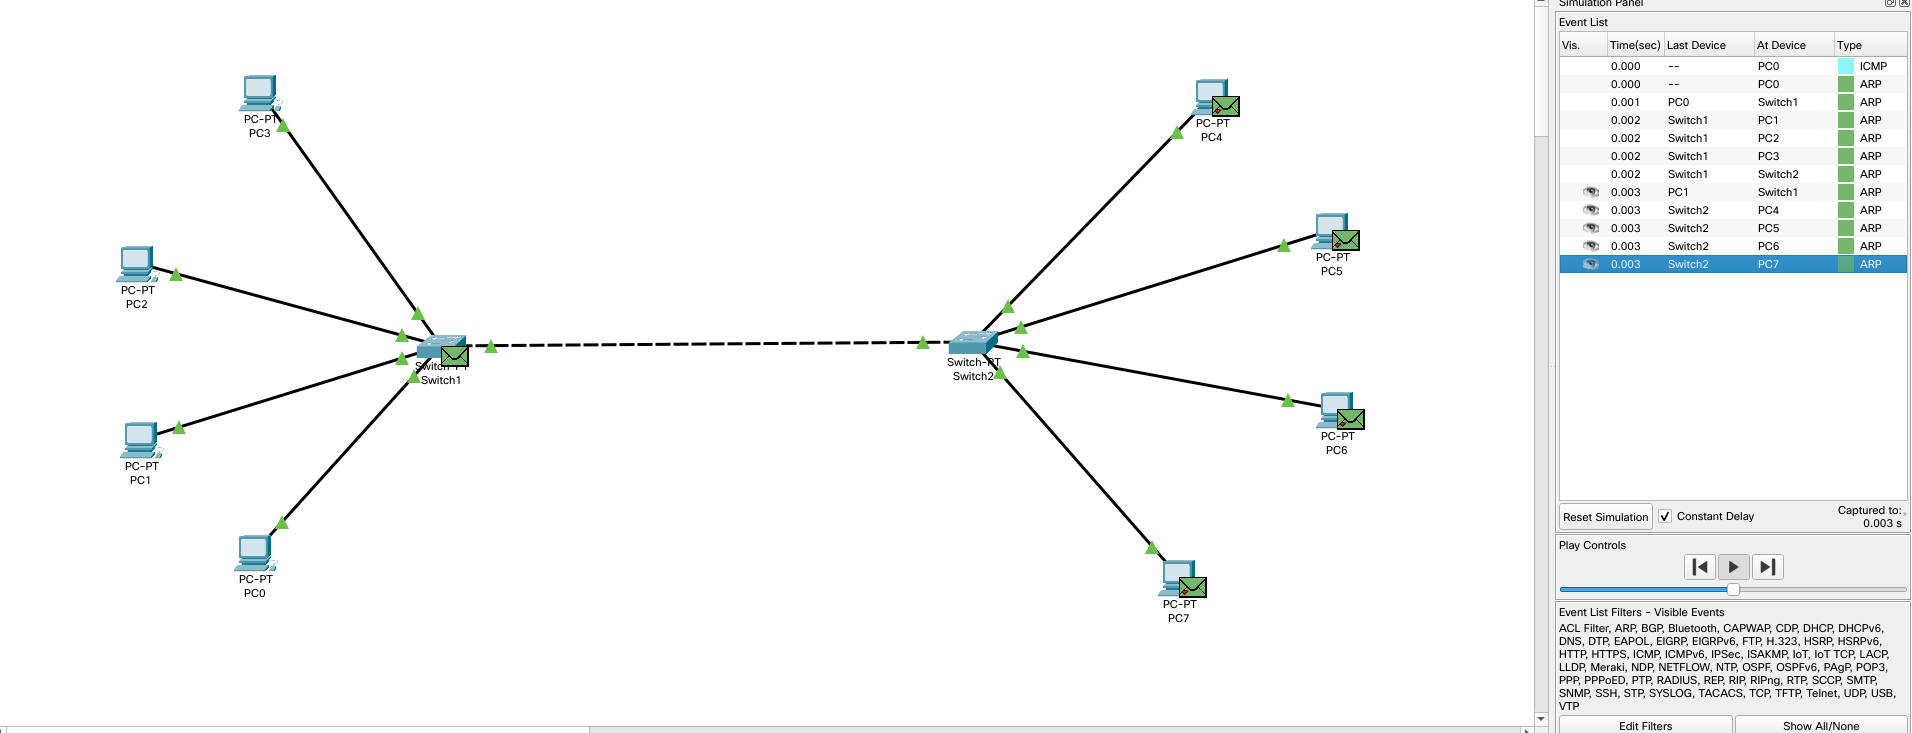 PC-PT
PC3
PC-PT
PC2
PC-PT
PC1
PC-PT
PC0
Switch-PT
Switch1
Switch-PT
Switch2
PC-PT
PC4
PC-PT
PC5
PC-PT
PC6
PC-PT
PC7
Simulation Panel
Event List
Vis. Time(sec) Last Device At Device Type
0.000 -- PC0 ICMP
0.000 -- PC0 ARP
0.001 PC0 Switch1 ARP
0.002 Switch1 PC1 ARP
0.002 Switch1 PC2 ARP
0.002 Switch1 PC3 ARP
0.002 Switch1 Switch2 ARP
0.003 PC1 Switch1 ARP
0.003 Switch2 PC4 ARP
0.003 Switch2 PC5 ARP
0.003 Switch2 PC6 ARP
0.003 Switch2 PC7 ARP
Reset Simulation Constant Delay
Captured to:
0.003 s
Play Controls
Event List Filters - Visible Events
ACL Filter, ARP, BGP, Bluetooth, CAPWAP, CDP, DHCP, DHCPv6,
DNS, DTP, EAPOL, EIGRP, EIGRPv6, FTP, H.323, HSRP, HSRPv6,
HTTP, HTTPS, ICMP, ICMPv6, IPSec, ISAKMP, IoT, IoT TCP, LACP,
LLDP, Meraki, NDP, NETFLOW, NTP, OSPF, OSPFv6, PAgP, POP3,
PPP, PPPoED, PTP, RADIUS, REP, RIP, RIPng, RTP, SCCP, SMTP,
SNMP, SSH, STP, SYSLOG, TACACS, TCP, TFTP, Telnet, UDP, USB,
VTP
Edit Filters Show All/None